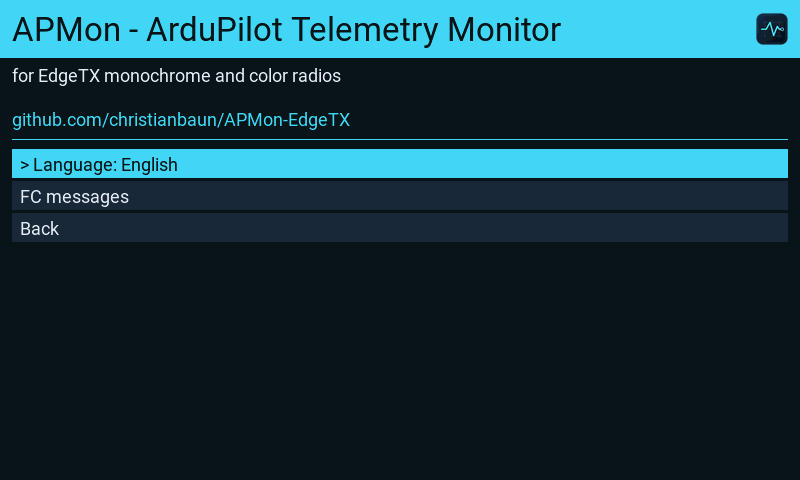 APMon - ArduPilot Telemetry Monitor
for EdgeTX monochrome and color radios
github.com/christianbaun/APMon-EdgeTX
> Language: English
FC messages
Back